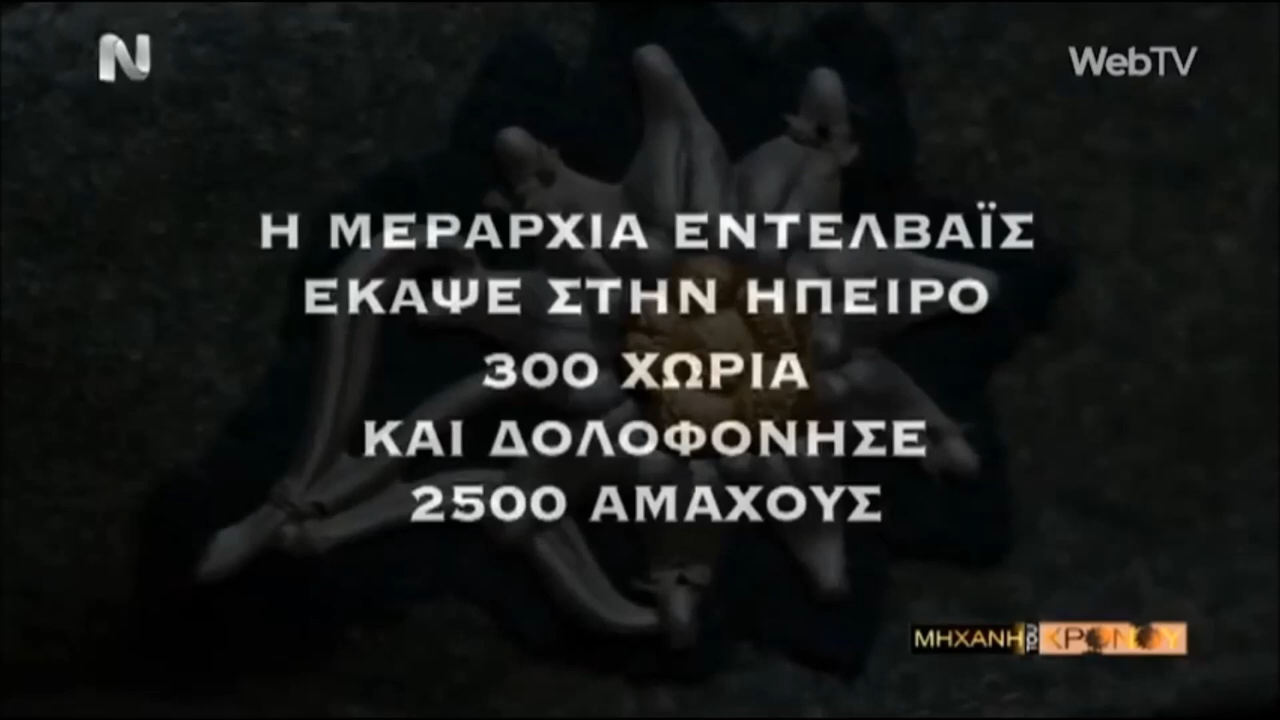 N
WebTV
Η ΜΕΡΑΡΧΙΑ ΕΝΤΕΛΒΑΪΣ
ΕΚΑΨΕ ΣΤΗΝ ΗΠΕΙΡΟ
300 ΧΩΡΙΑ
ΚΑΙ ΔΟΛΟΦΟΝΗΣΕ
2500 ΑΜΑΧΟΥΣ
ΜΗΧΑΝΗ ΤΟΥ ΧΡΟΝΟΥ